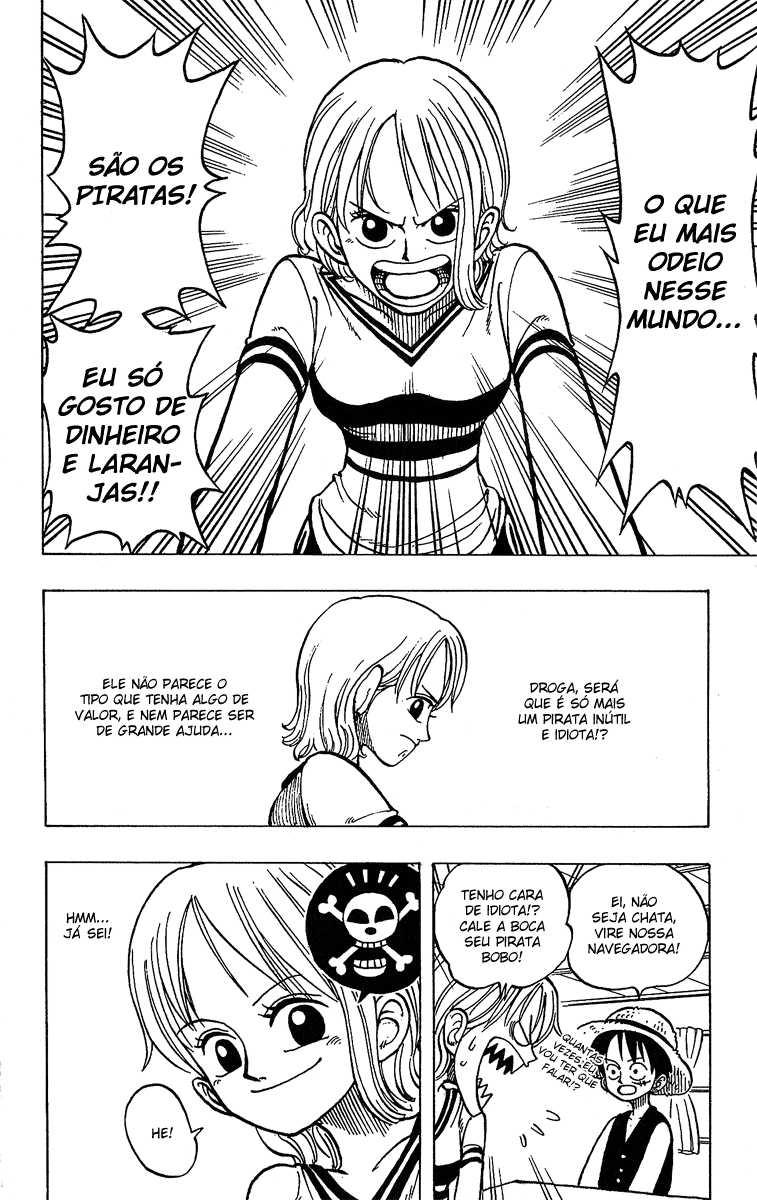 O QUE
EU MAIS
ODEIO
NESSE
MUNDO...
SÃO OS
PIRATAS!
EU SÓ
GOSTO DE
DINHEIRO
E LARAN-
JAS!!
DROGA, SERÁ
QUE É SÓ MAIS
UM PIRATA INÚTIL
E IDIOTA!?
ELE NÃO PARECE O
TIPO QUE TENHA ALGO DE
VALOR, E NEM PARECE SER
DE GRANDE AJUDA...
EI, NÃO
SEJA CHATA,
VIRE NOSSA
NAVEGADORA!
TENHO CARA
DE IDIOTA!?
CALE A BOCA
SEU PIRATA
BOBO!
QUANTAS
VEZES EU
VOU TER QUE
FALAR!?
HMM...
JÁ SEI!
HE!